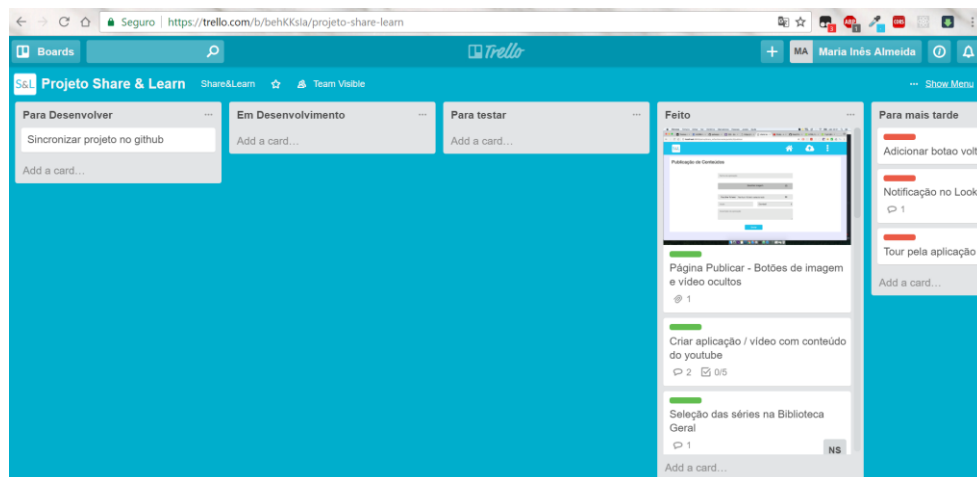 Seguro https://trello.com/b/behKKsla/projeto-share-learn
Boards
Trello
MA Maria Inês Almeida
S&L Projeto Share & Learn Share&Learn Team Visible
... Show Menu
Para Desenvolver ...
Sincronizar projeto no github
Add a card...
Em Desenvolvimento ...
Add a card...
Para testar ...
Add a card...
Feito ...
Publicação de Conteúdos
Página Publicar - Botões de imagem
e vídeo ocultos
1
Criar aplicação / vídeo com conteúdo
do youtube
2 0/5
Seleção das séries na Biblioteca
Geral
1
NS
Add a card...
Para mais tarde
Adicionar botao volt
Notificação no Look
1
Tour pela aplicação
Add a card...